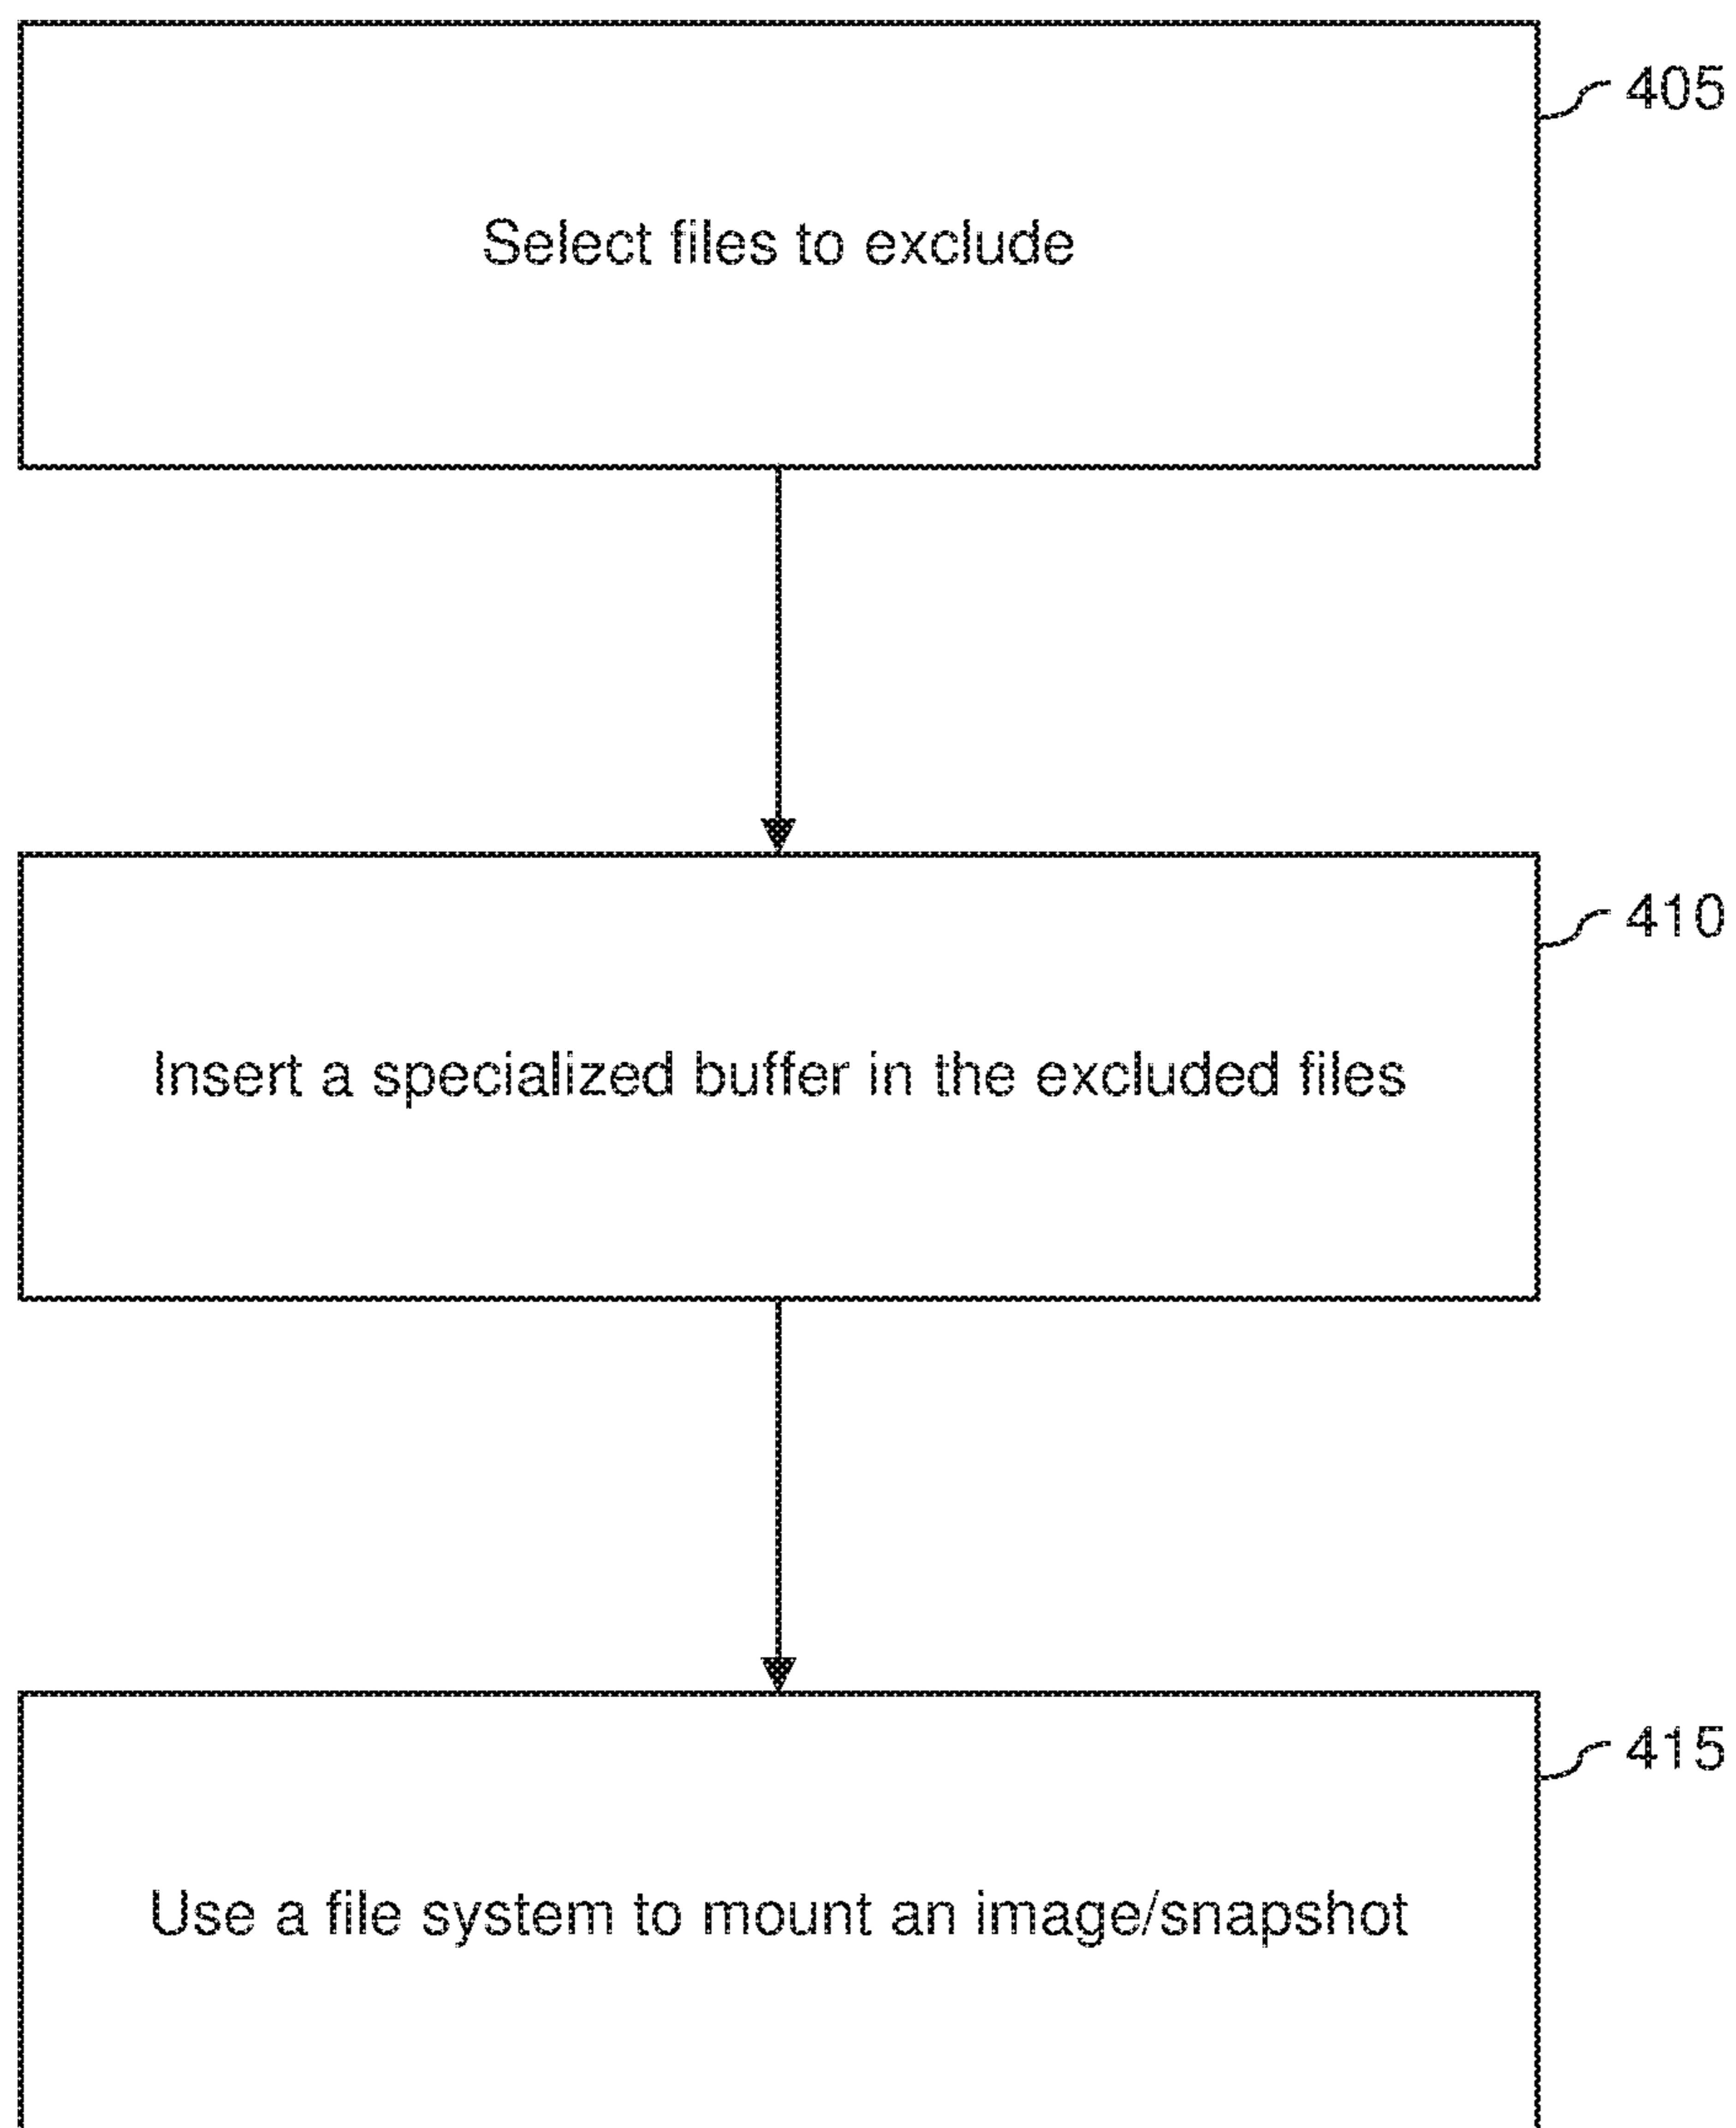 405
Select files to exclude
410
Insert a specialized buffer in the excluded files
415
Use a file system to mount an image/snapshot